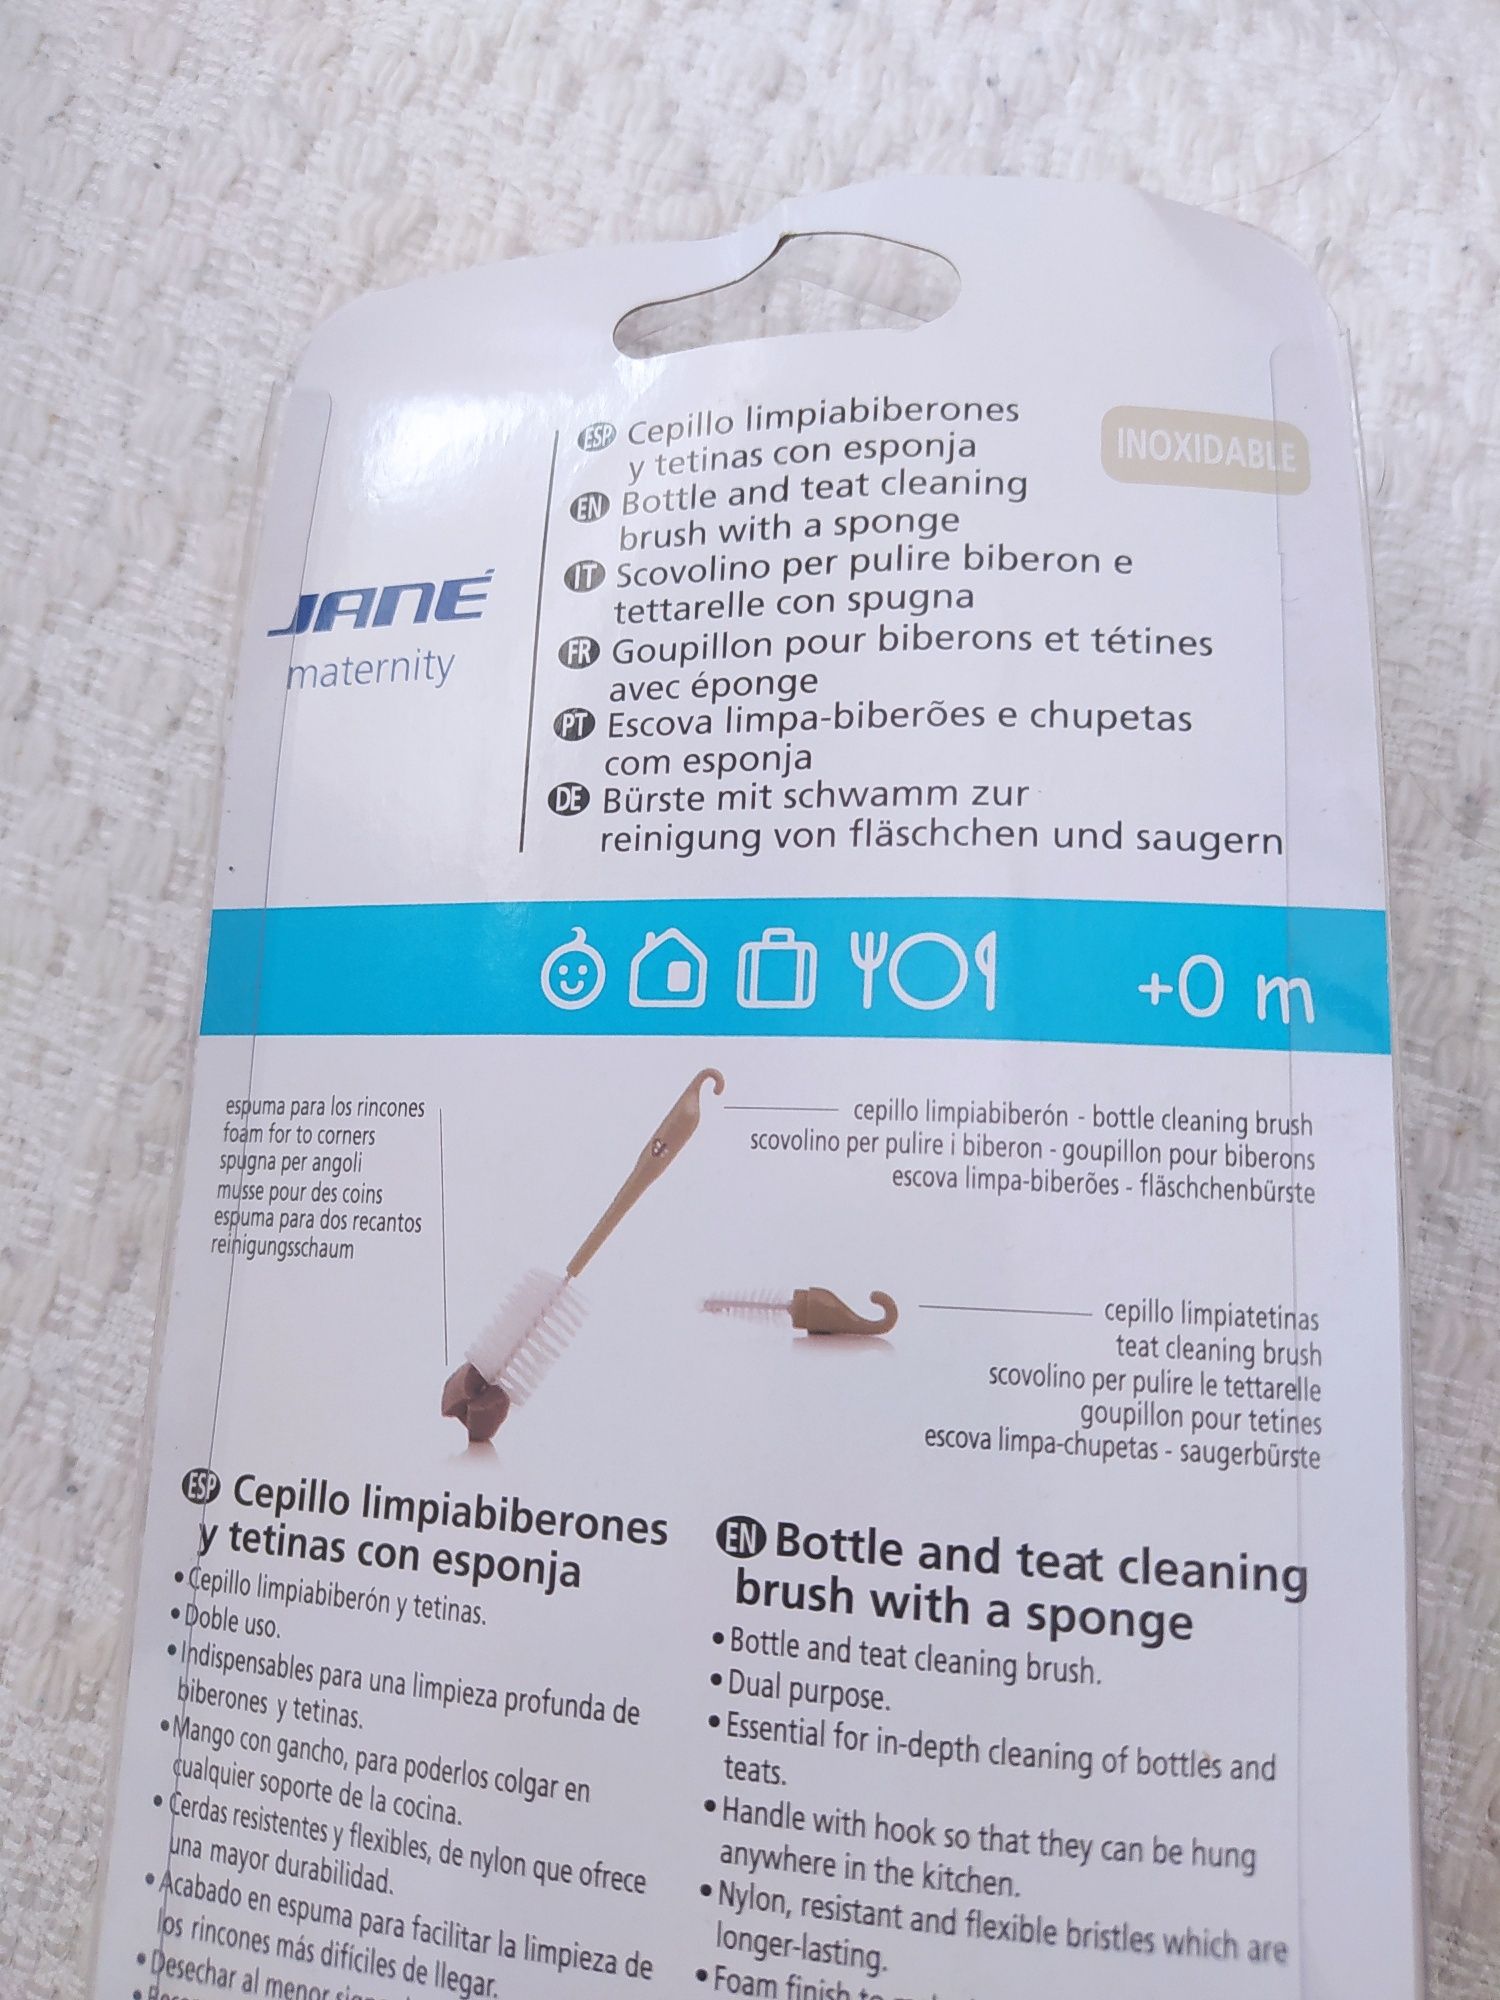 ESP Cepillo limpiabiberones
y tetinas con esponja
EN Bottle and teat cleaning
brush with a sponge
IT Scovolino per pulire biberon e
tettarelle con spugna
FR Goupillon pour biberons et tétines
avec éponge
PT Escova limpa-biberões e chupetas
com esponja
DE Bürste mit schwamm zur
reinigung von fläschchen und saugern
INOXIDABLE
JANÉ
maternity
+0 m
espuma para los rincones
foam for to corners
spugna per angoli
musse pour des coins
espuma para dos recantos
reinigungsschaum
cepillo limpiabiberón - bottle cleaning brush
scovolino per pulire i biberon - goupillon pour biberons
escova limpa-biberões - fläschchenbürste
cepillo limpiatetinas
teat cleaning brush
scovolino per pulire le tettarelle
goupillon pour tetines
escova limpa-chupetas - saugerbürste
ESP Cepillo limpiabiberones
y tetinas con esponja
• Cepillo limpiabiberón y tetinas.
• Doble uso.
• Indispensables para una limpieza profunda de
biberones y tetinas.
• Mango con gancho, para poderlos colgar en
cualquier soporte de la cocina.
• Cerdas resistentes y flexibles, de nylon que ofrece
una mayor durabilidad.
• Acabado en espuma para facilitar la limpieza de
los rincones más difíciles de llegar.
• Desechar al menor
EN Bottle and teat cleaning
brush with a sponge
• Bottle and teat cleaning brush.
• Dual purpose.
• Essential for in-depth cleaning of bottles and
teats.
• Handle with hook so that they can be hung
anywhere in the kitchen.
• Nylon, resistant and flexible bristles which are
longer-lasting.
• Foam finish to